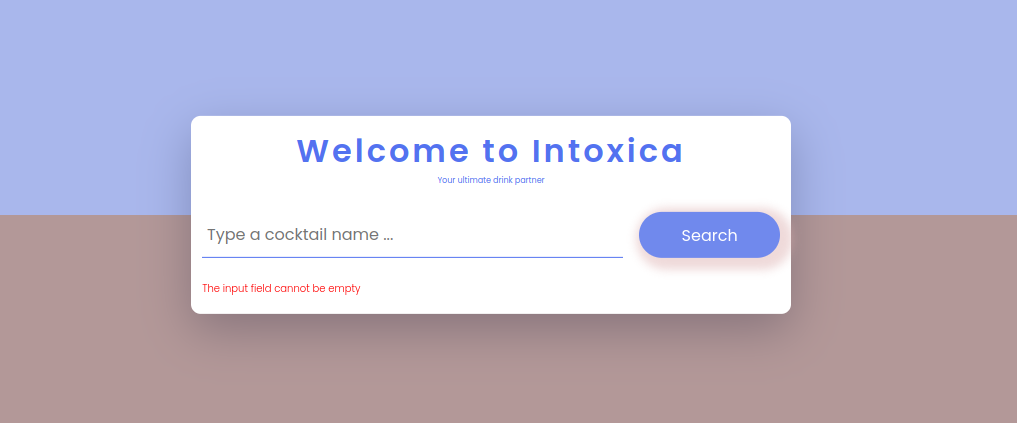 Welcome to Intoxica
Your ultimate drink partner
Type a cocktail name ...
Search
The input field cannot be empty